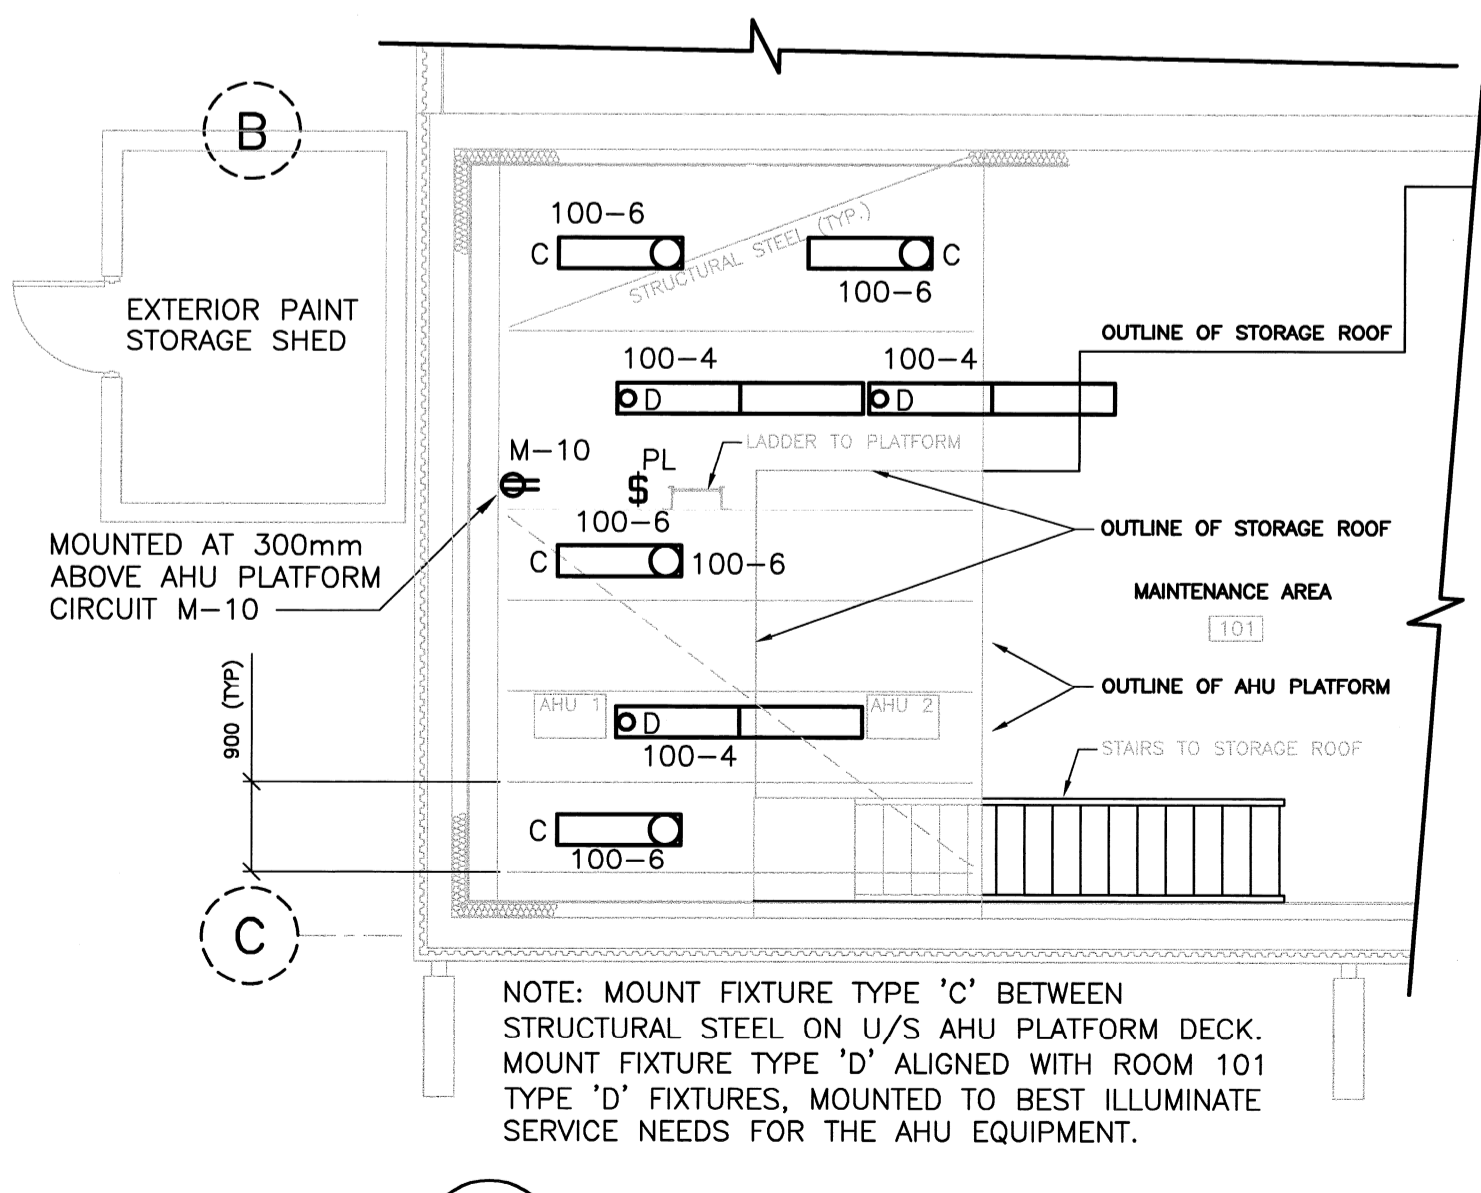 B
100-6
C
C
STRUCTURAL STEEL (TYP.)
100-6
EXTERIOR PAINT
STORAGE SHED
OUTLINE OF STORAGE ROOF
100-4
100-4
D
D
LADDER TO PLATFORM
M-10
PL
$
100-6
OUTLINE OF STORAGE ROOF
MOUNTED AT 300mm
ABOVE AHU PLATFORM
CIRCUIT M-10
C
100-6
MAINTENANCE AREA
101
900 (TYP)
OUTLINE OF AHU PLATFORM
AHU 1
D
AHU 2
100-4
STAIRS TO STORAGE ROOF
C
100-6
C
NOTE: MOUNT FIXTURE TYPE 'C' BETWEEN
STRUCTURAL STEEL ON U/S AHU PLATFORM DECK.
MOUNT FIXTURE TYPE 'D' ALIGNED WITH ROOM 101
TYPE 'D' FIXTURES, MOUNTED TO BEST ILLUMINATE
SERVICE NEEDS FOR THE AHU EQUIPMENT.